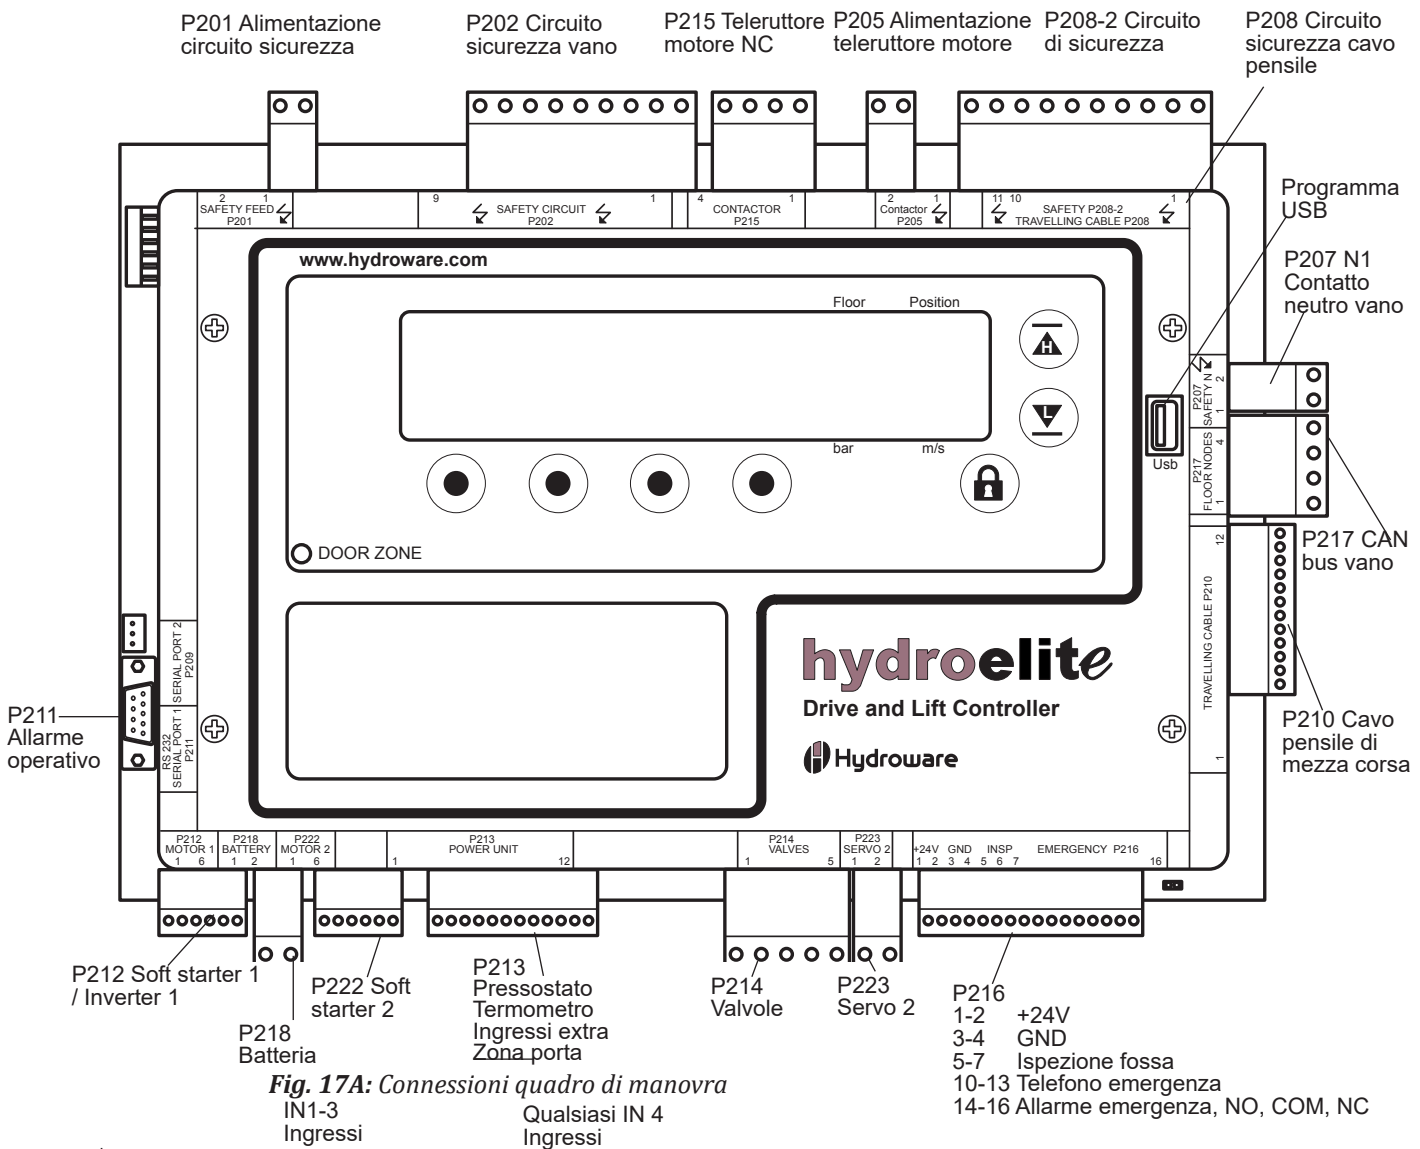 P201 Alimentazione
circuito sicurezza
P202 Circuito
sicurezza vano
P215 Teleruttore
motore NC
P205 Alimentazione
teleruttore motore
P208-2 Circuito
di sicurezza
P208 Circuito
sicurezza cavo
pensile
2 1
SAFETY FEED
P201
9 1
SAFETY CIRCUIT
P202
4 1
CONTACTOR
P215
2 1
Contactor
P205
11 10 1
SAFETY P208-2
TRAVELLING CABLE P208
Programma
USB
P207 N1
Contatto
neutro vano
www.hydroware.com
Floor Position
H
L
bar m/s
Usb
P207
SAFETY N
1 2
P217
FLOOR NODES
1 4
P217 CAN
bus vano
DOOR ZONE
12
TRAVELLING CABLE P210
1
P210 Cavo
pensile di
mezza corsa
SERIAL PORT 2
P209
RS 232
SERIAL PORT 1
P211
P211
Allarme
operativo
hydroelite
Drive and Lift Controller
Hydroware
P212
MOTOR 1
1 6
P218
BATTERY
1 2
P222
MOTOR 2
1 6
P213
POWER UNIT
1 12
P214
VALVES
1 5
P223
SERVO 2
1 2
+24V GND INSP EMERGENCY P216
1 2 3 4 5 6 7 16
P212 Soft starter 1
/ Inverter 1
P218
Batteria
P222 Soft
starter 2
P213
Pressostato
Termometro
Ingressi extra
Zona porta
P214
Valvole
P223
Servo 2
P216
1-2 +24V
3-4 GND
5-7 Ispezione fossa
10-13 Telefono emergenza
14-16 Allarme emergenza, NO, COM, NC
Fig. 17A: Connessioni quadro di manovra
IN1-3
Ingressi
Qualsiasi IN 4
Ingressi